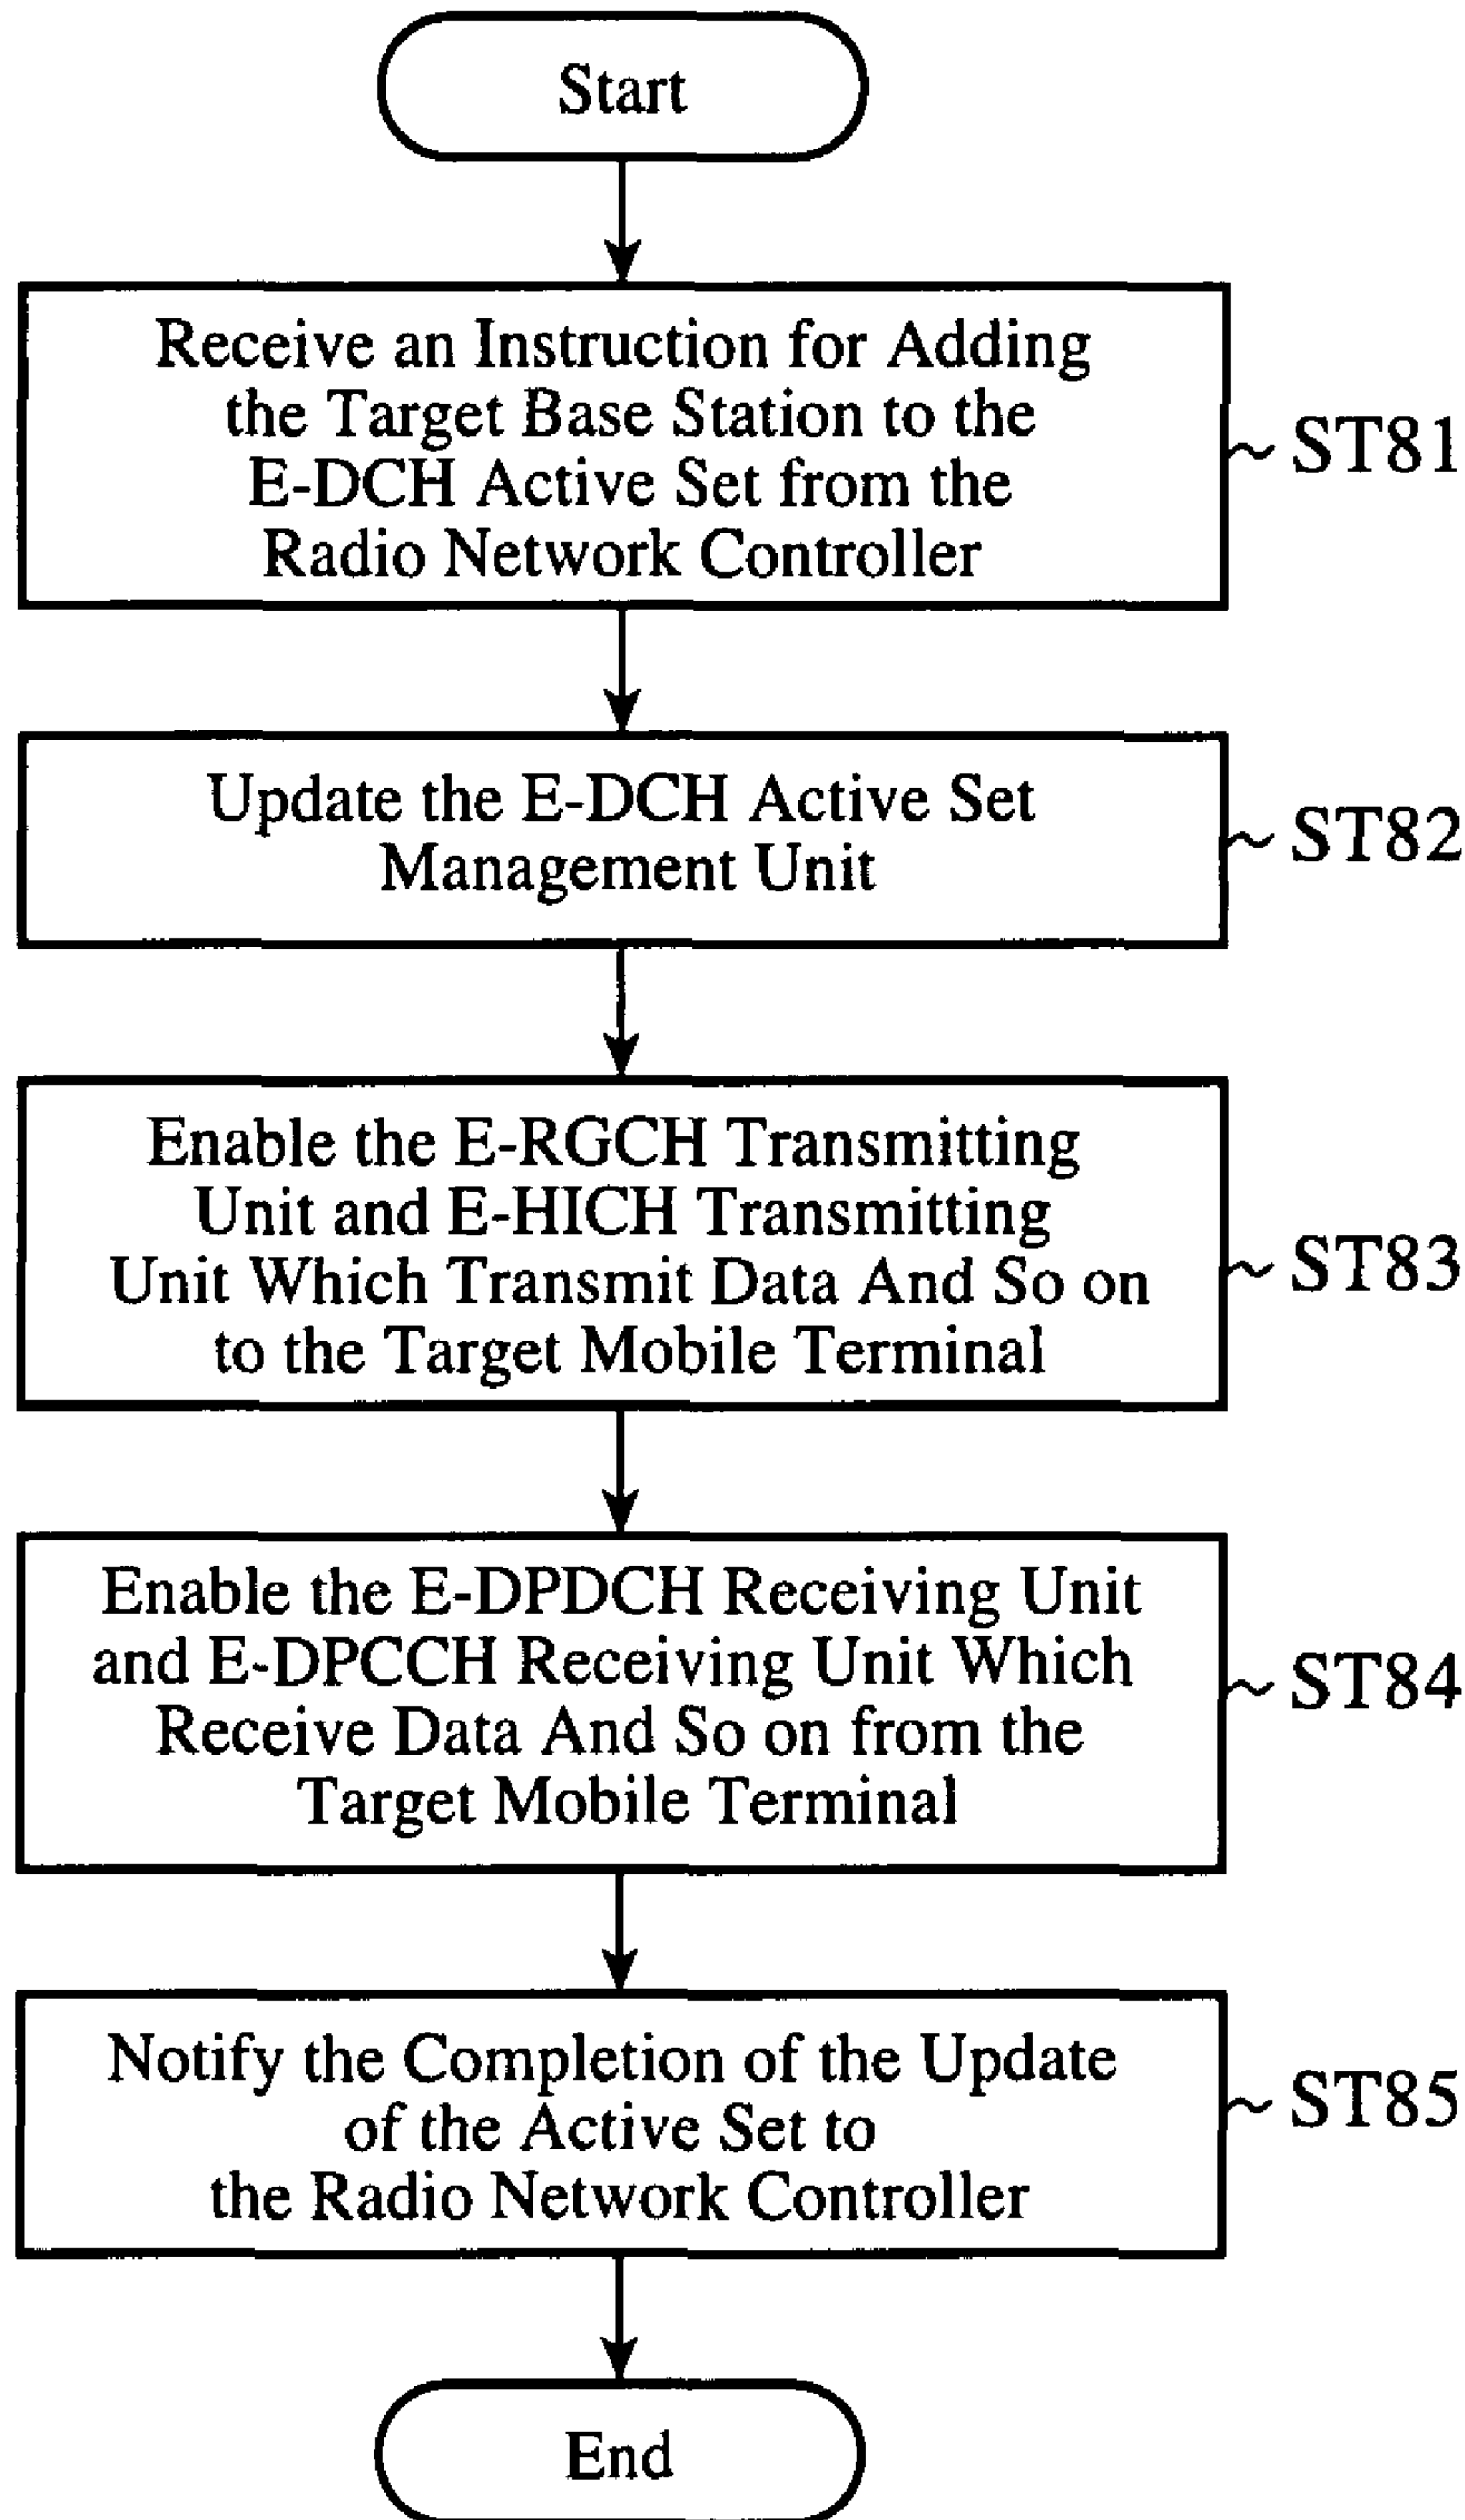 Start
Receive an Instruction for Adding
the Target Base Station to the
E-DCH Active Set from the
Radio Network Controller
ST81
Update the E-DCH Active Set
Management Unit
ST82
Enable the E-RGCH Transmitting
Unit and E-HICH Transmitting
Unit Which Transmit Data And So on
to the Target Mobile Terminal
ST83
Enable the E-DPDCH Receiving Unit
and E-DPCCH Receiving Unit Which
Receive Data And So on from the
Target Mobile Terminal
ST84
Notify the Completion of the Update
of the Active Set to
the Radio Network Controller
ST85
End